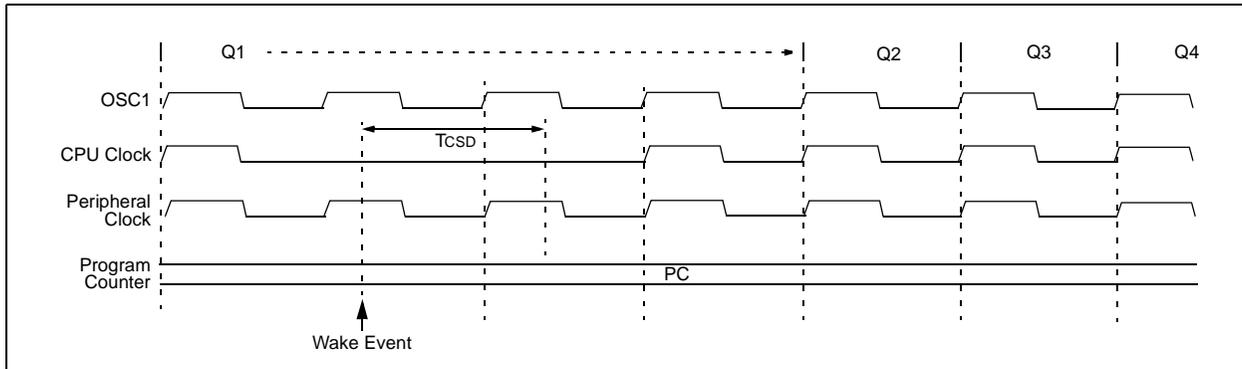 Q1 Q2 Q3 Q4
OSC1
TCSD
CPU Clock
Peripheral
Clock
Program
Counter
PC
Wake Event